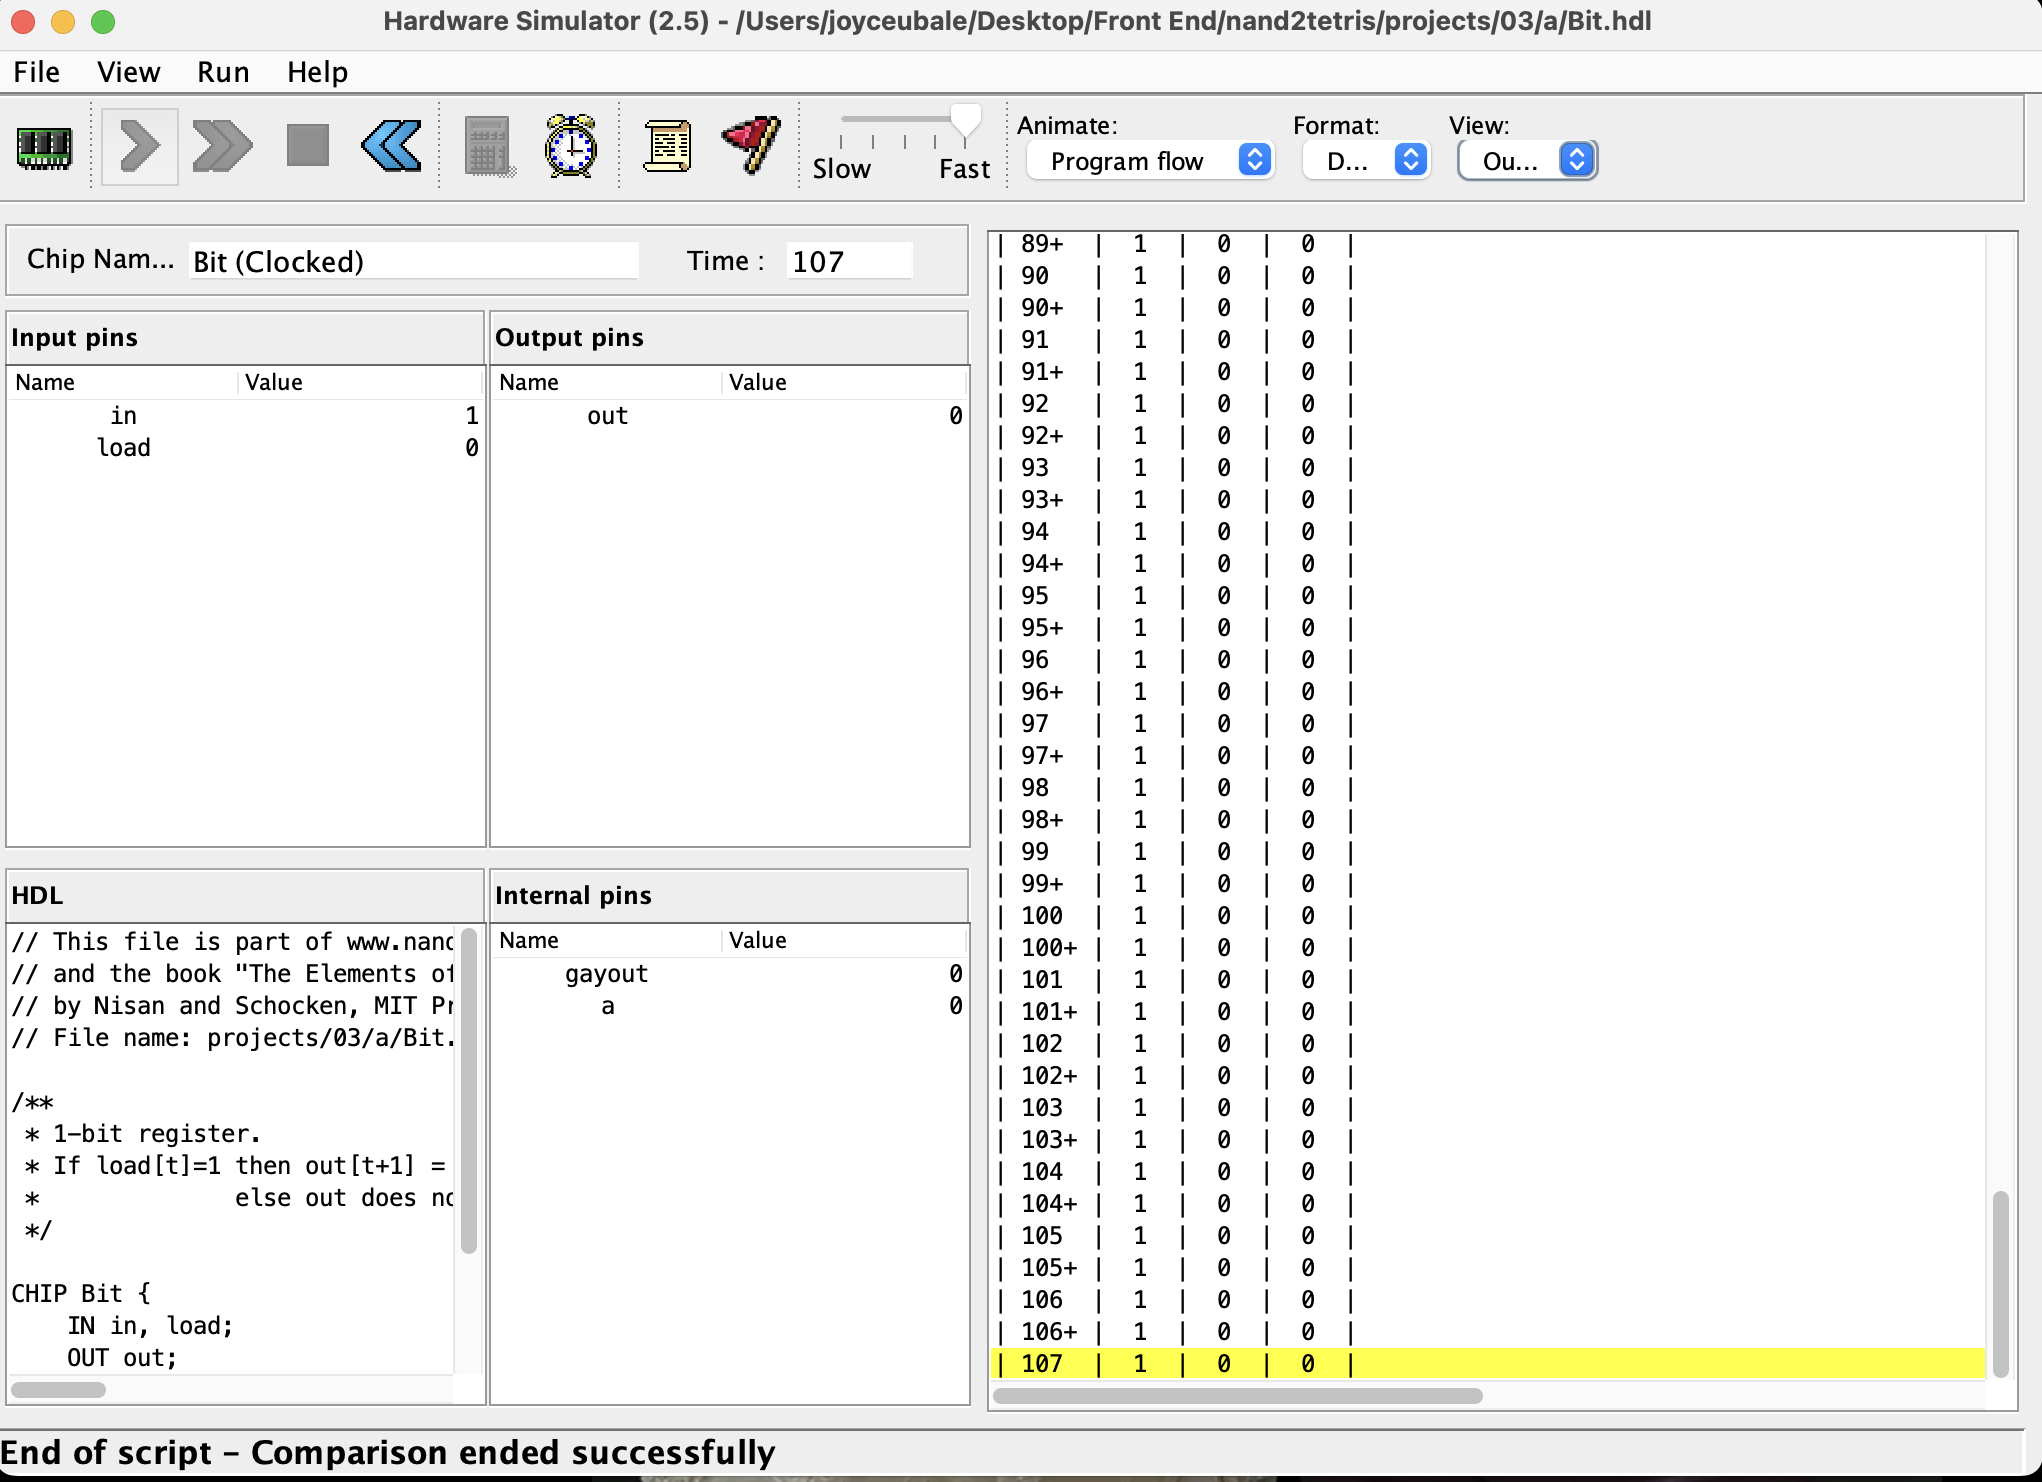 Hardware Simulator (2.5) - /Users/joyceubale/Desktop/Front End/nand2tetris/projects/03/a/Bit.hdl
File View Run Help
Slow Fast
Animate: Format: View:
Program flow D... Ou...
Chip Nam... Bit (Clocked) Time : 107
Input pins
Name Value
in 1
load 0
Output pins
Name Value
out 0
HDL
// This file is part of www.nand
// and the book "The Elements of
// by Nisan and Schocken, MIT Pr
// File name: projects/03/a/Bit.
/**
* 1-bit register.
* If load[t]=1 then out[t+1] =
* else out does no
*/
CHIP Bit {
IN in, load;
OUT out;
Internal pins
Name Value
gayout 0
a 0
| 89+ | 1 | 0 | 0 |
| 90 | 1 | 0 | 0 |
| 90+ | 1 | 0 | 0 |
| 91 | 1 | 0 | 0 |
| 91+ | 1 | 0 | 0 |
| 92 | 1 | 0 | 0 |
| 92+ | 1 | 0 | 0 |
| 93 | 1 | 0 | 0 |
| 93+ | 1 | 0 | 0 |
| 94 | 1 | 0 | 0 |
| 94+ | 1 | 0 | 0 |
| 95 | 1 | 0 | 0 |
| 95+ | 1 | 0 | 0 |
| 96 | 1 | 0 | 0 |
| 96+ | 1 | 0 | 0 |
| 97 | 1 | 0 | 0 |
| 97+ | 1 | 0 | 0 |
| 98 | 1 | 0 | 0 |
| 98+ | 1 | 0 | 0 |
| 99 | 1 | 0 | 0 |
| 99+ | 1 | 0 | 0 |
| 100 | 1 | 0 | 0 |
| 100+ | 1 | 0 | 0 |
| 101 | 1 | 0 | 0 |
| 101+ | 1 | 0 | 0 |
| 102 | 1 | 0 | 0 |
| 102+ | 1 | 0 | 0 |
| 103 | 1 | 0 | 0 |
| 103+ | 1 | 0 | 0 |
| 104 | 1 | 0 | 0 |
| 104+ | 1 | 0 | 0 |
| 105 | 1 | 0 | 0 |
| 105+ | 1 | 0 | 0 |
| 106 | 1 | 0 | 0 |
| 106+ | 1 | 0 | 0 |
| 107 | 1 | 0 | 0 |
End of script – Comparison ended successfully